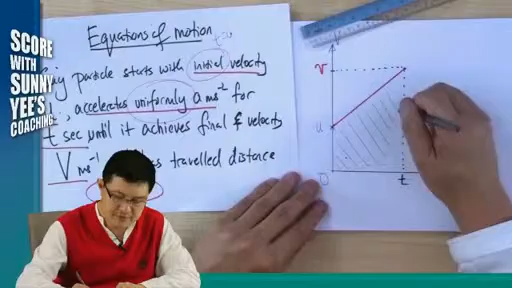 SCORE
WITH
SUNNY
YEE'S
COACHING...
Equations of motion
particle starts with initial velocity
, accelerates uniformly a ms⁻² for
t sec until it achieves final velocity
V ms⁻¹ travelled distance
v
u
O
t